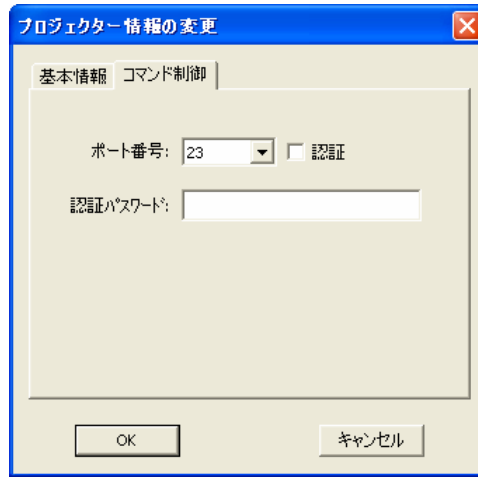 プロジェクター情報の変更
基本情報 コマンド制御
ポート番号: 23 認証
認証パスワード:
OK キャンセル